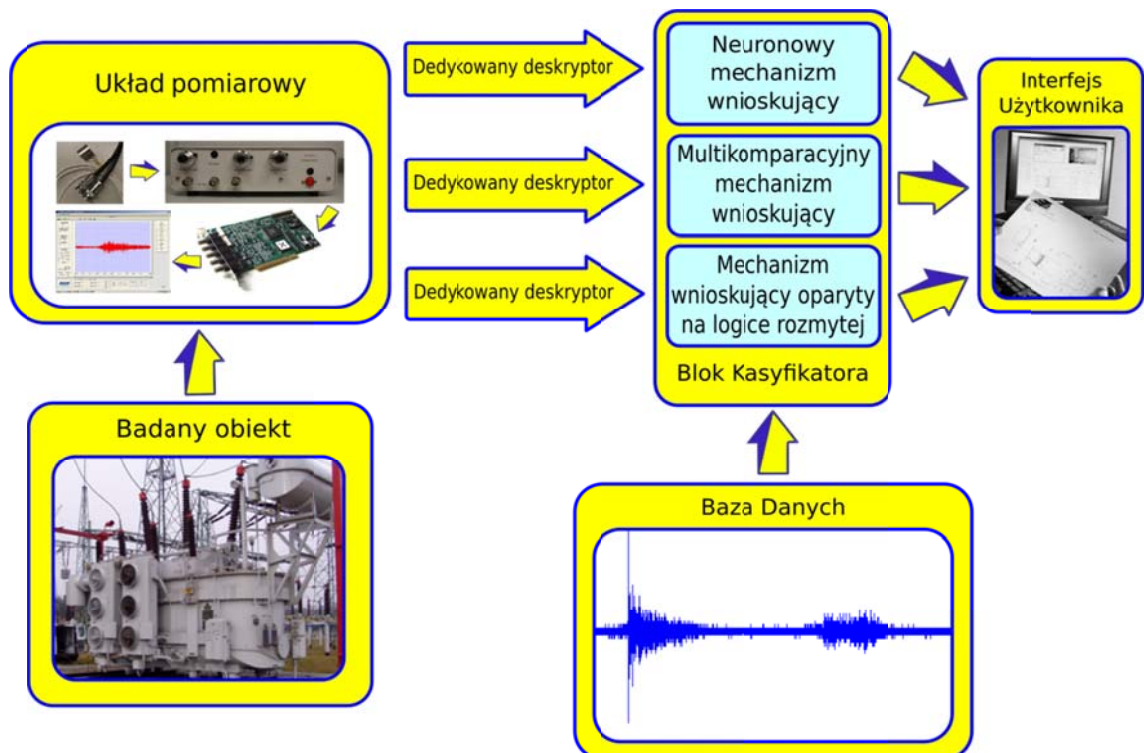 Układ pomiarowy
Dedykowany deskryptor
Dedykowany deskryptor
Dedykowany deskryptor
Neuronowy
mechanizm
wnioskujący
Multikomparacyjny
mechanizm
wnioskujący
Mechanizm
wnioskujący oparyty
na logice rozmytej
Blok Kasyfikatora
Interfejs
Użytkownika
Badany obiekt
Baza Danych